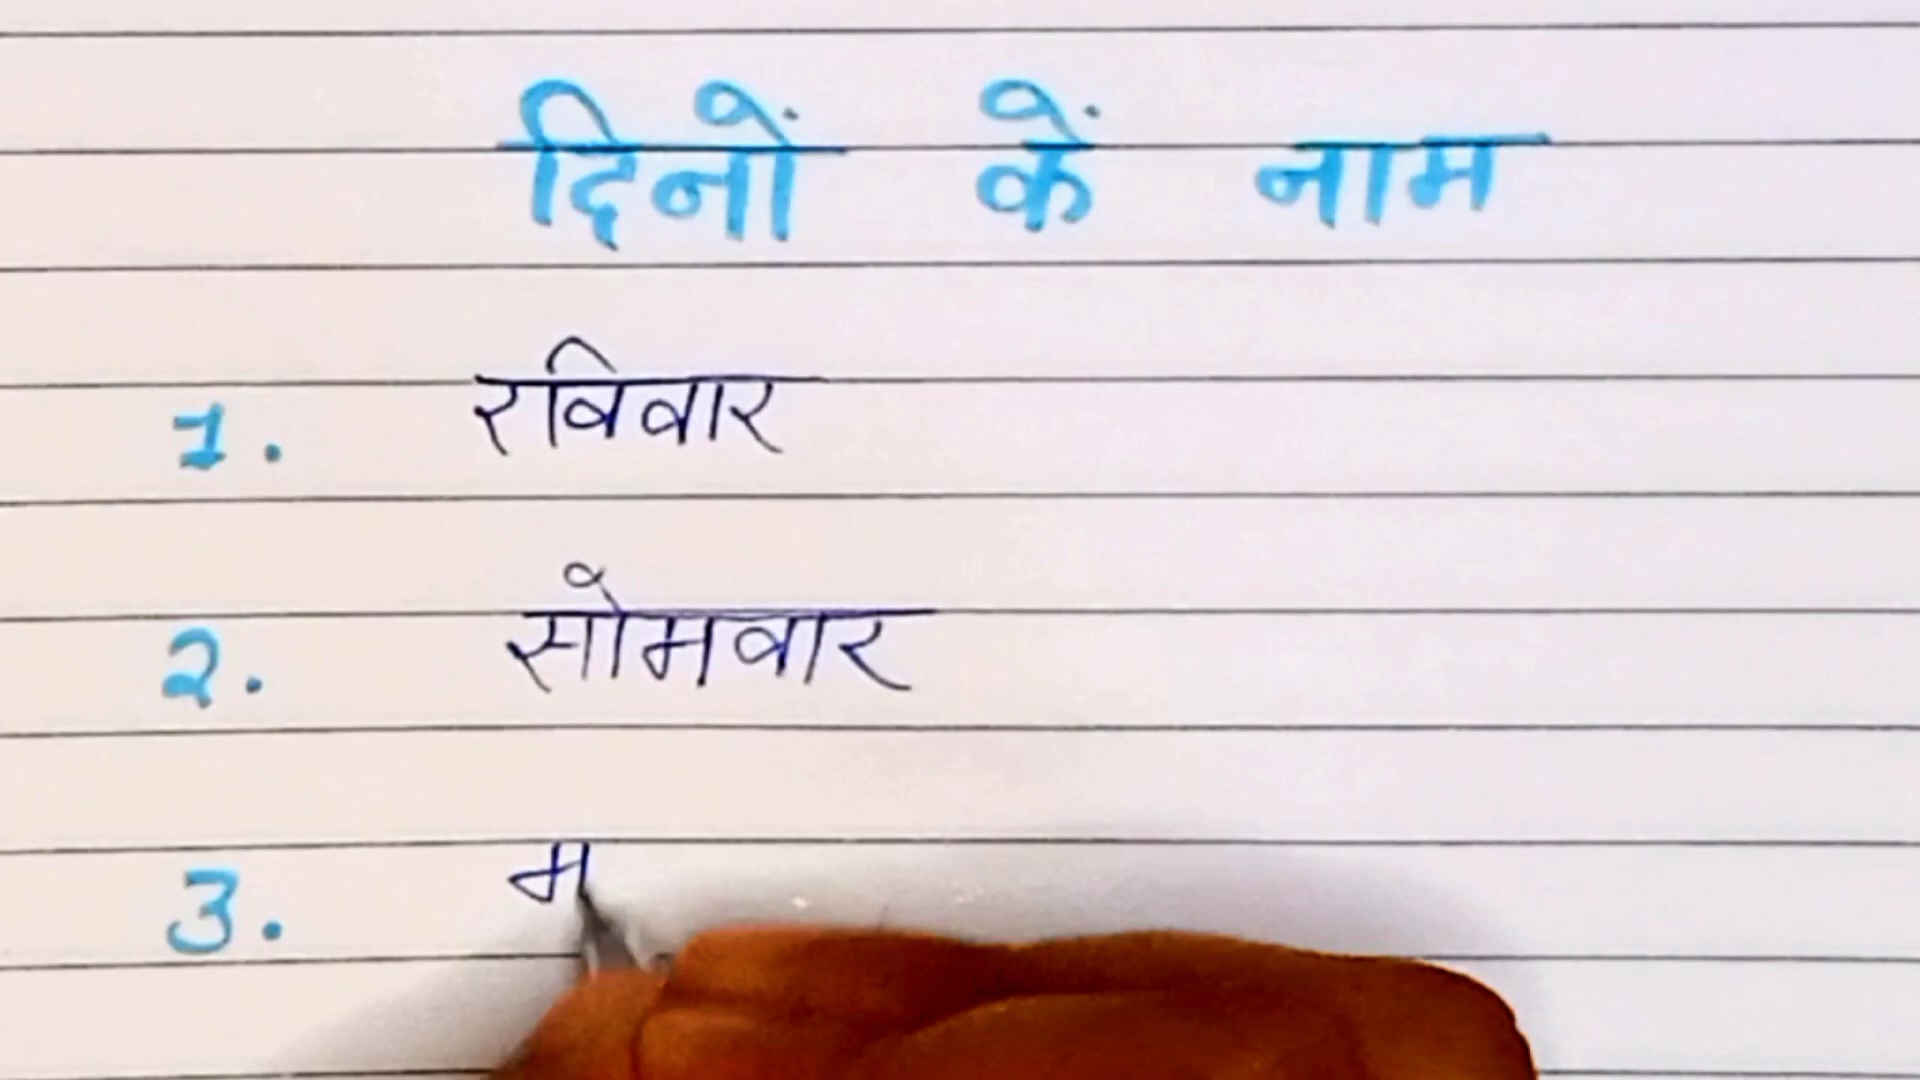 दिनों कें नाम
1. रविवार
2. सोमवार
3. म